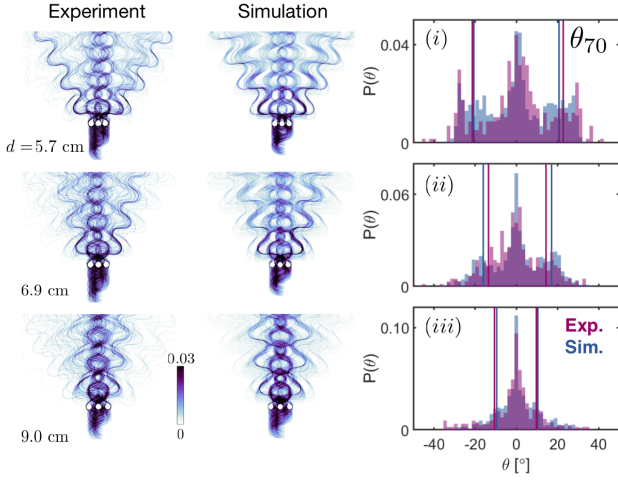 Experiment
Simulation
d = 5.7 cm
6.9 cm
9.0 cm
0.03
0
(i)
θ70
0.04
0
P(θ)
(ii)
0.06
0
P(θ)
(iii)
Exp.
Sim.
0.10
0
P(θ)
-40 -20 0 20 40
θ [°]